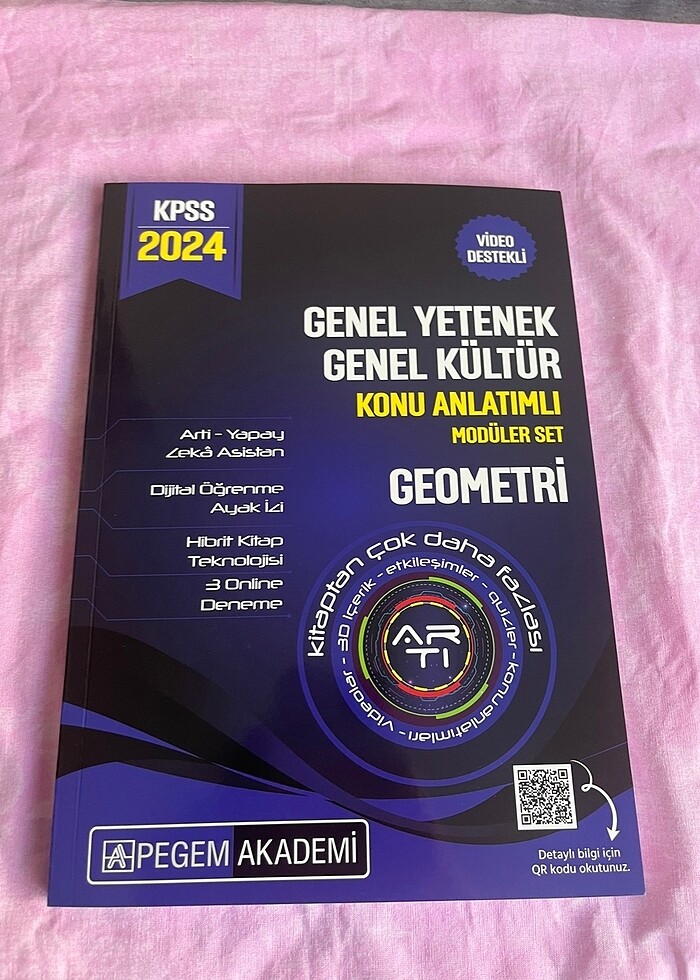 KPSS
2024
VİDEO
DESTEKLİ
GENEL YETENEK
GENEL KÜLTÜR
KONU ANLATIMLI
MODÜLER SET
GEOMETRİ
Arti - Yapay
Zekâ Asistan
Dijital Öğrenme
Ayak İzi
Hibrit Kitap
Teknolojisi
3 Online
Deneme
kitaptan çok daha fazlası
videolar - 3D içerik - etkileşimler - quizler - konu anlatımları -
AR
TI
PEGEM AKADEMİ
Detaylı bilgi için
QR kodu okutunuz.